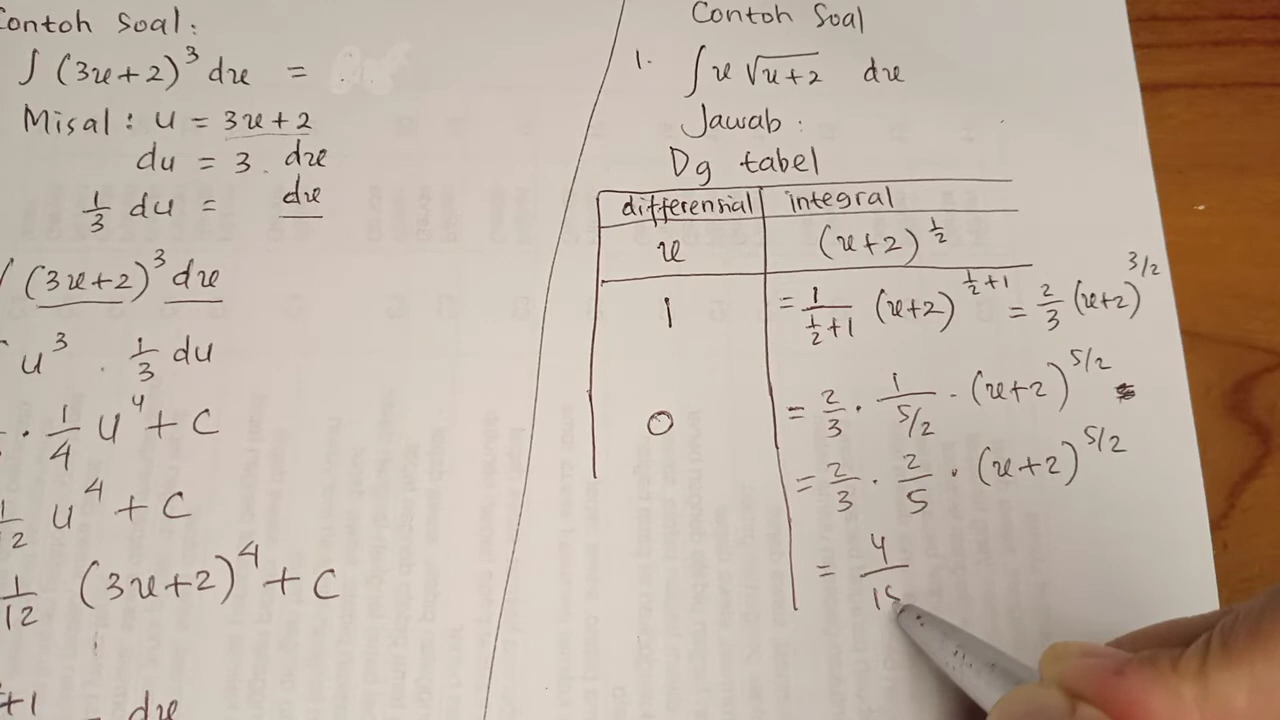 Contoh Soal:
∫ (3x+2)³ dx =
Misal: u = 3x+2
du = 3. dx
1/3 du = dx
∫ (3x+2)³ dx
u³ . 1/3 du
. 1/4 u⁴ + C
1/12 u⁴ + C
1/12 (3x+2)⁴ + C
+1 dx
Contoh Soal
1. ∫ x √(x+2) dx
Jawab:
Dg tabel
differensial integral
x (x+2)^(1/2)
1 = 1/(1/2+1) (x+2)^(1/2+1) = 2/3 (x+2)^(3/2)
0 = 2/3 . 1/(5/2) . (x+2)^(5/2)
= 2/3 . 2/5 . (x+2)^(5/2)
= 4/15